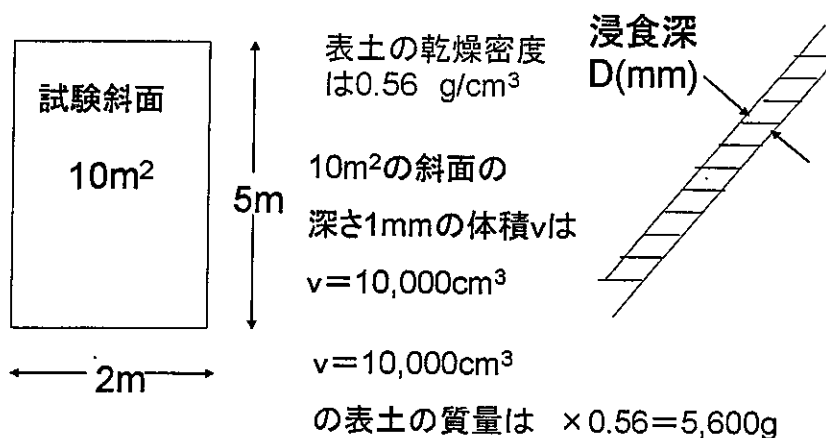 試験斜面
10m²
5m
2m
表土の乾燥密度
は0.56 g/cm³
10m²の斜面の
深さ1mmの体積vは
v＝10,000cm³
v＝10,000cm³
の表土の質量は ×0.56＝5,600g
浸食深
D(mm)